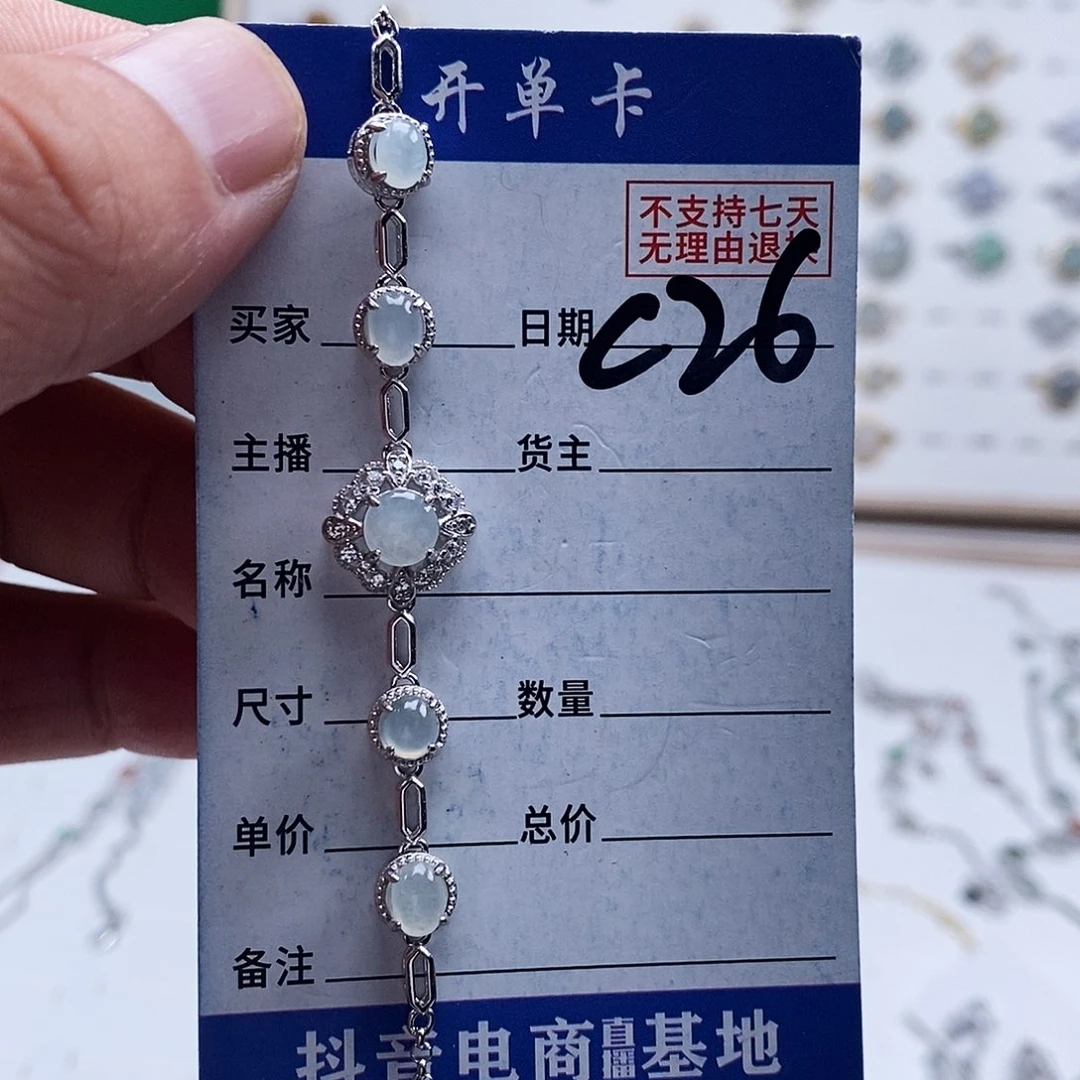 开单卡
不支持七天
无理由退换
C26
买家 日期
主播 货主
名称
尺寸 数量
单价 总价
备注
抖音电商直播基地